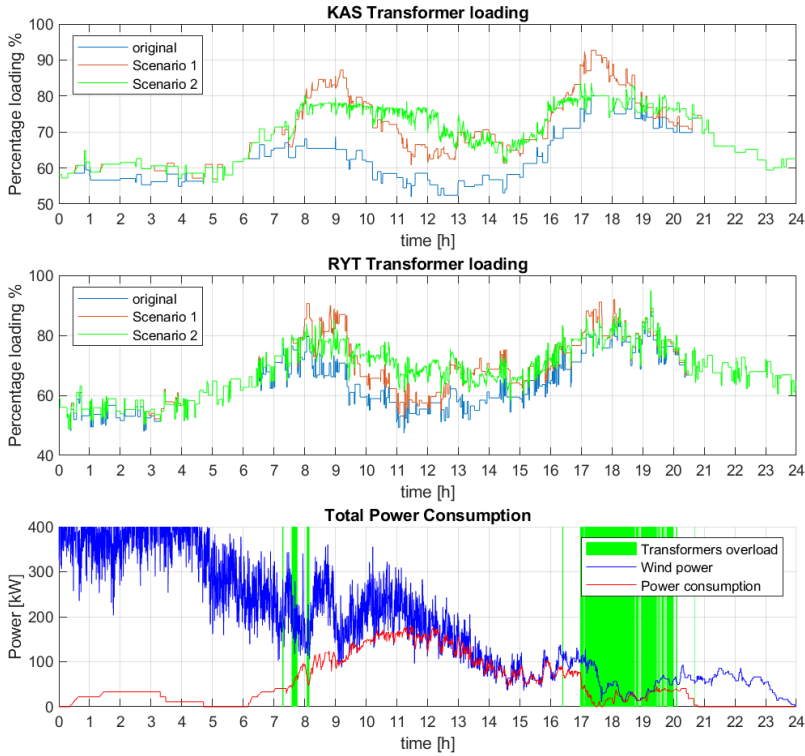 KAS Transformer loading
Percentage loading %
100
90
80
70
60
50
original
Scenario 1
Scenario 2
0 1 2 3 4 5 6 7 8 9 10 11 12 13 14 15 16 17 18 19 20 21 22 23 24
time [h]
RYT Transformer loading
Percentage loading %
100
80
60
40
original
Scenario 1
Scenario 2
0 1 2 3 4 5 6 7 8 9 10 11 12 13 14 15 16 17 18 19 20 21 22 23 24
time [h]
Total Power Consumption
Power [kW]
400
300
200
100
0
Transformers overload
Wind power
Power consumption
0 1 2 3 4 5 6 7 8 9 10 11 12 13 14 15 16 17 18 19 20 21 22 23 24
time [h]